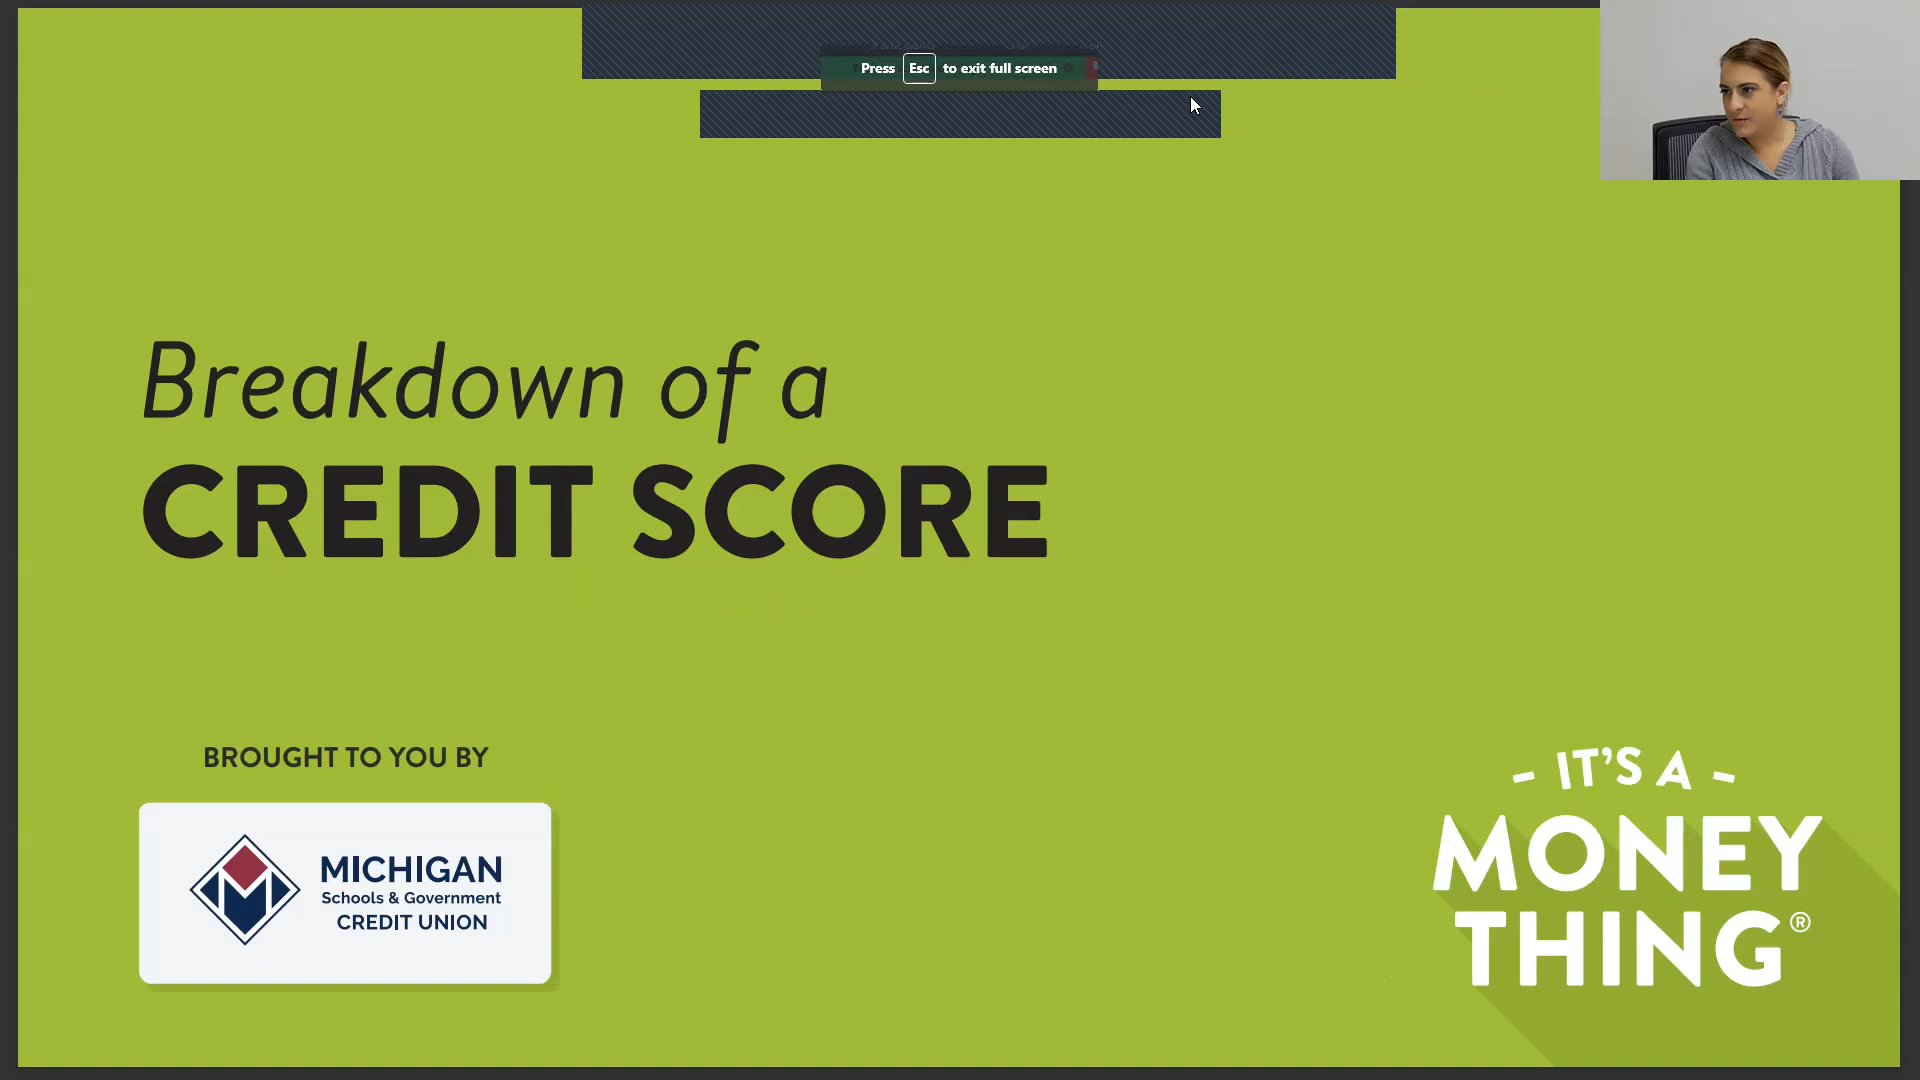 Press Esc to exit full screen
Breakdown of a
CREDIT SCORE
BROUGHT TO YOU BY
MICHIGAN
Schools & Government
CREDIT UNION
- IT'S A -
MONEY
THING®